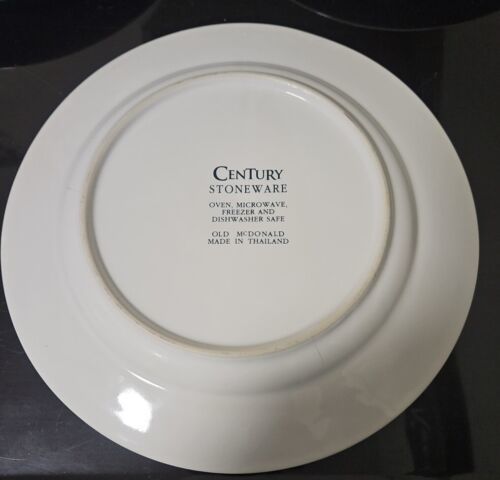 CENTURY
STONEWARE
OVEN, MICROWAVE,
FREEZER AND
DISHWASHER SAFE
OLD McDONALD
MADE IN THAILAND